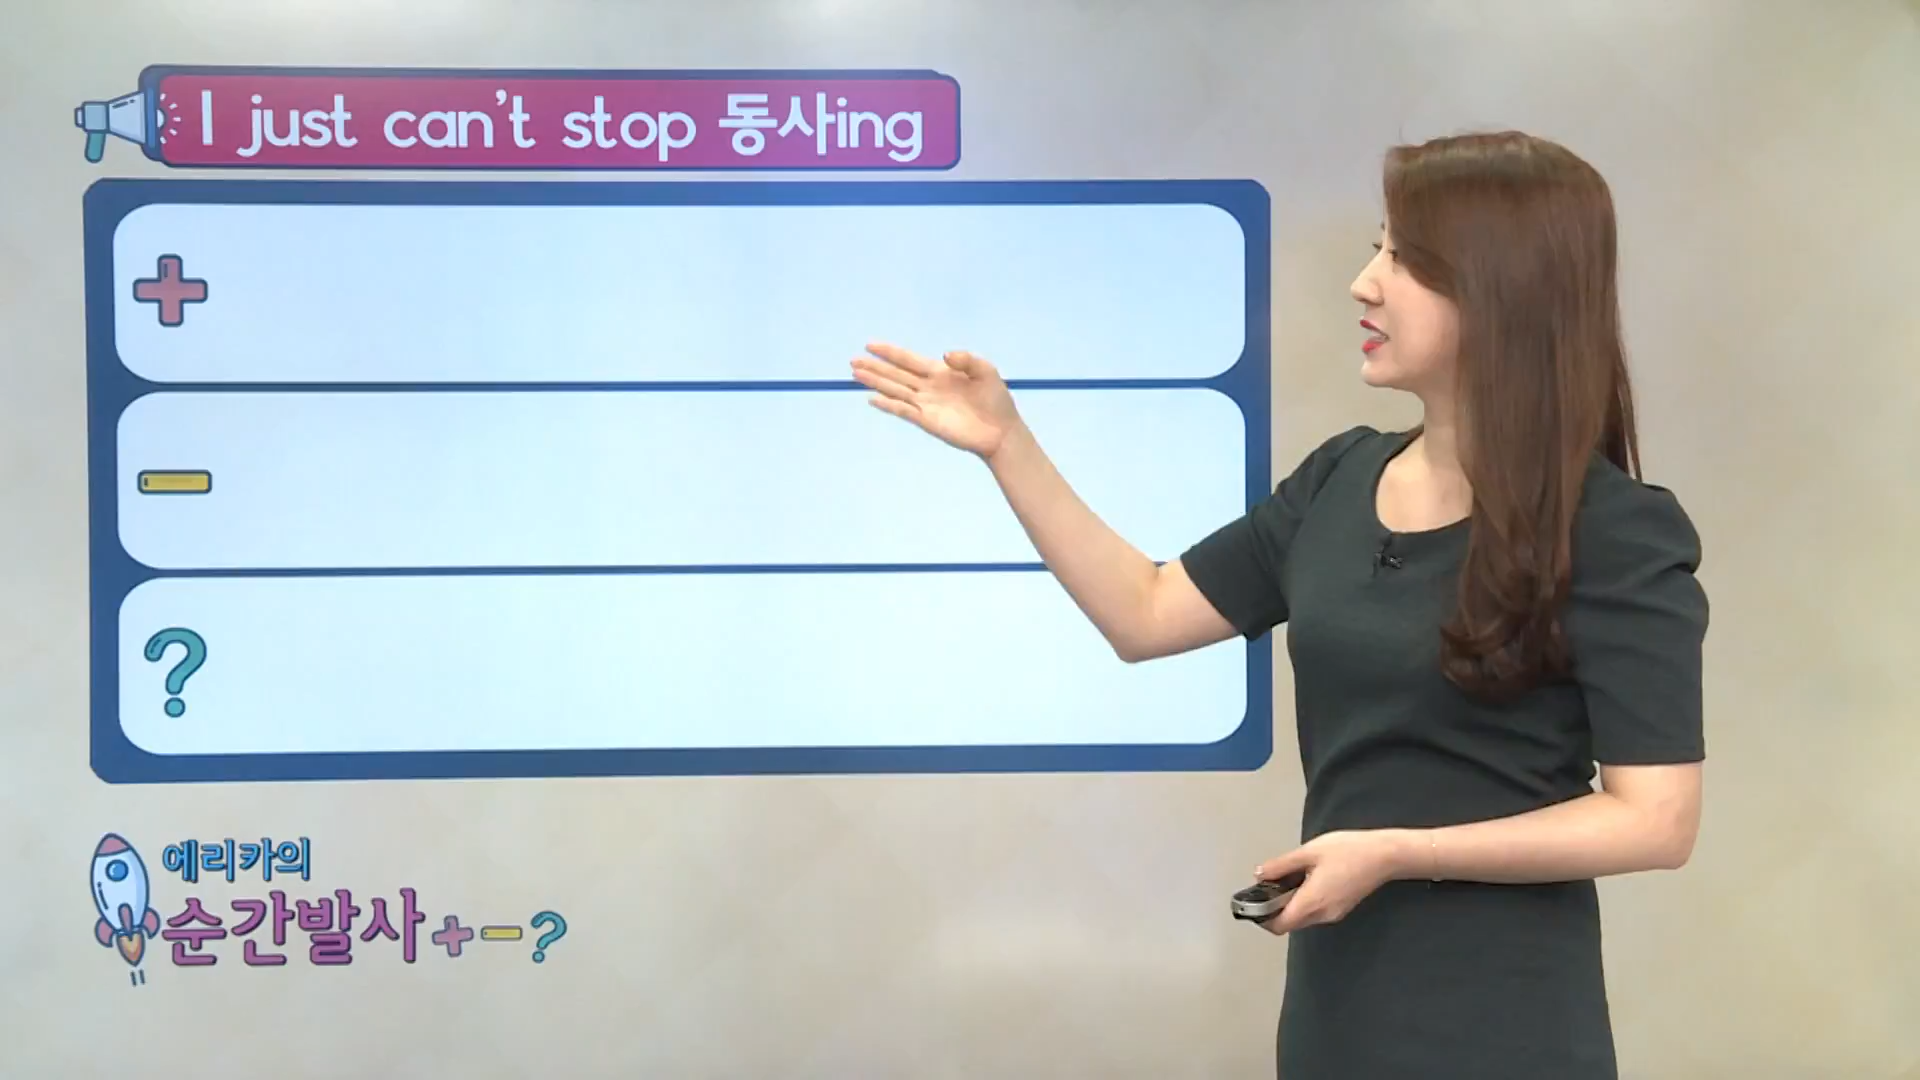 I just can't stop 동사ing
+
-
?
에리카의
순간발사 + - ?